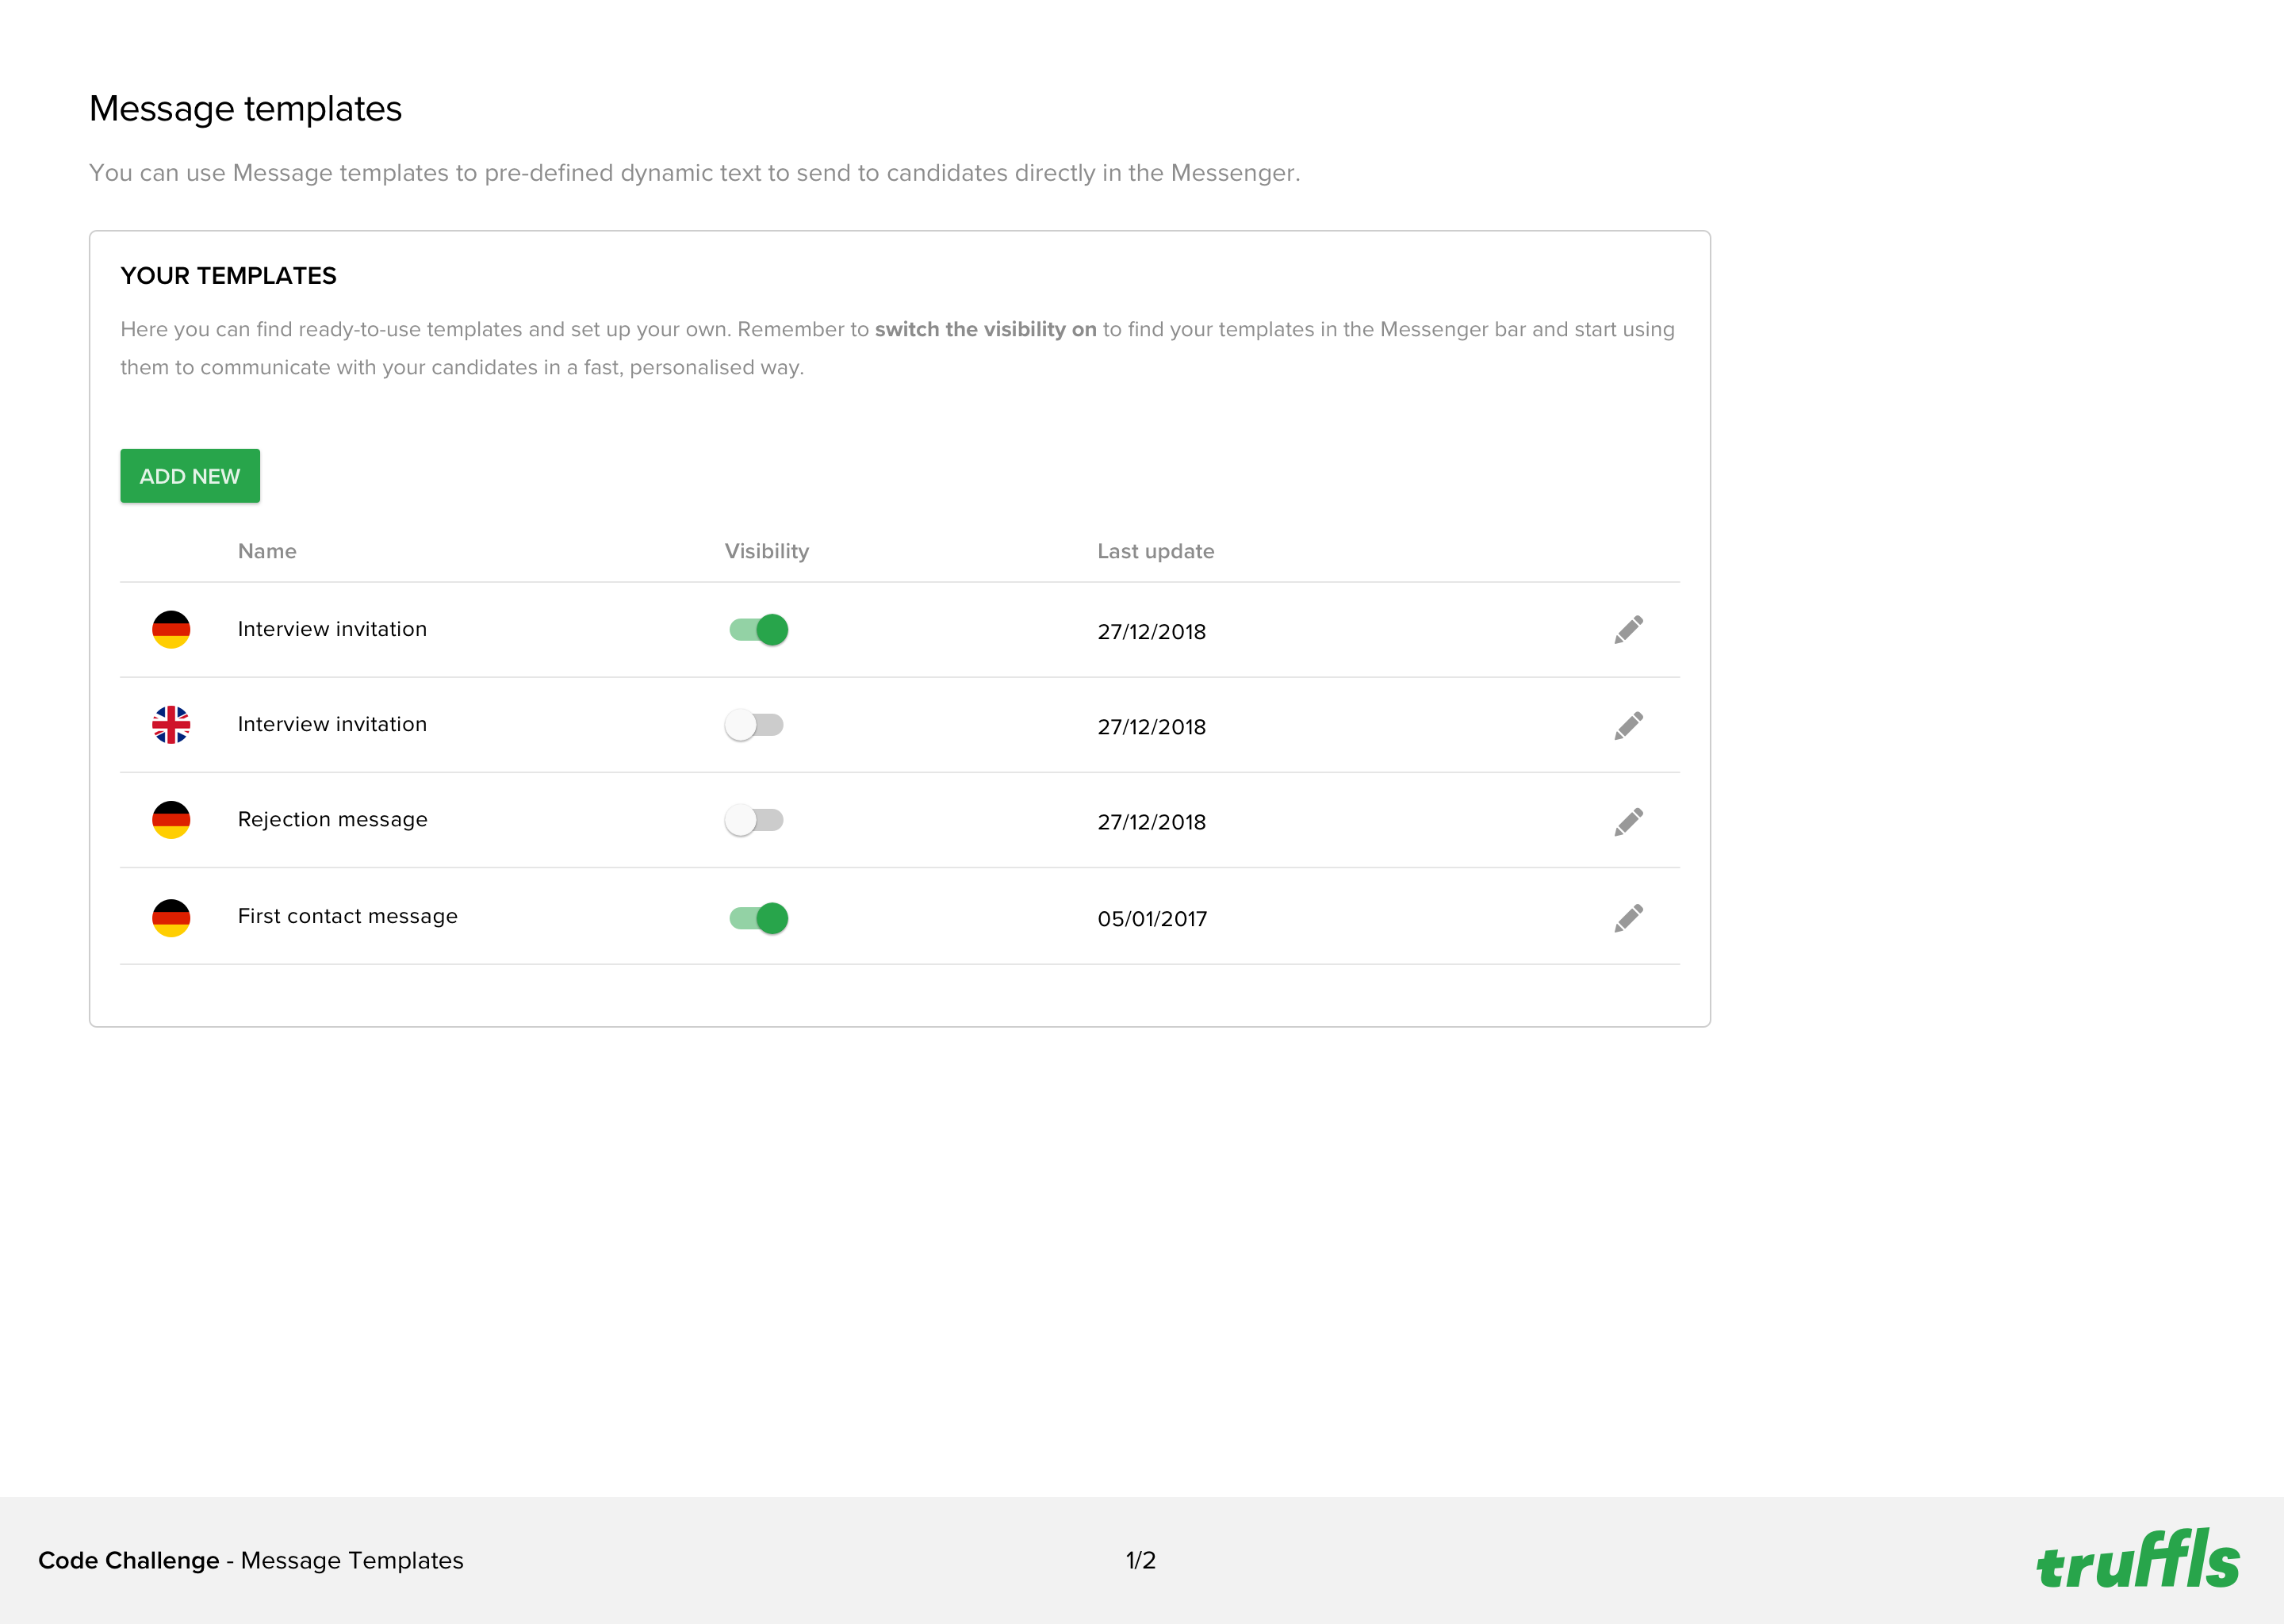 Message templates
You can use Message templates to pre-defined dynamic text to send to candidates directly in the Messenger.
YOUR TEMPLATES
Here you can find ready-to-use templates and set up your own. Remember to switch the visibility on to find your templates in the Messenger bar and start using
them to communicate with your candidates in a fast, personalised way.
ADD NEW
Name Visibility Last update
Interview invitation 27/12/2018
Interview invitation 27/12/2018
Rejection message 27/12/2018
First contact message 05/01/2017
Code Challenge - Message Templates 1/2 truffls